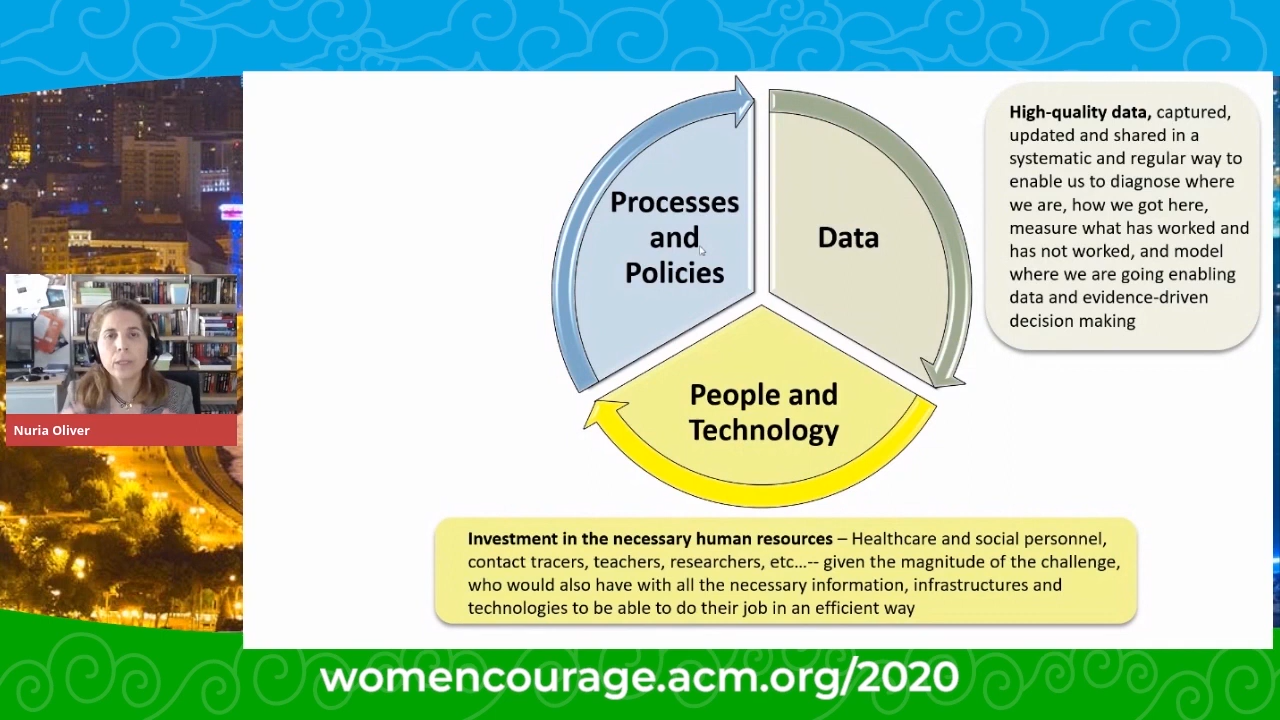 Processes
and
Policies
Data
People and
Technology
High-quality data, captured,
updated and shared in a
systematic and regular way to
enable us to diagnose where
we are, how we got here,
measure what has worked and
has not worked, and model
where we are going enabling
data and evidence-driven
decision making
Nuria Oliver
Investment in the necessary human resources – Healthcare and social personnel,
contact tracers, teachers, researchers, etc...-- given the magnitude of the challenge,
who would also have with all the necessary information, infrastructures and
technologies to be able to do their job in an efficient way
womencourage.acm.org/2020